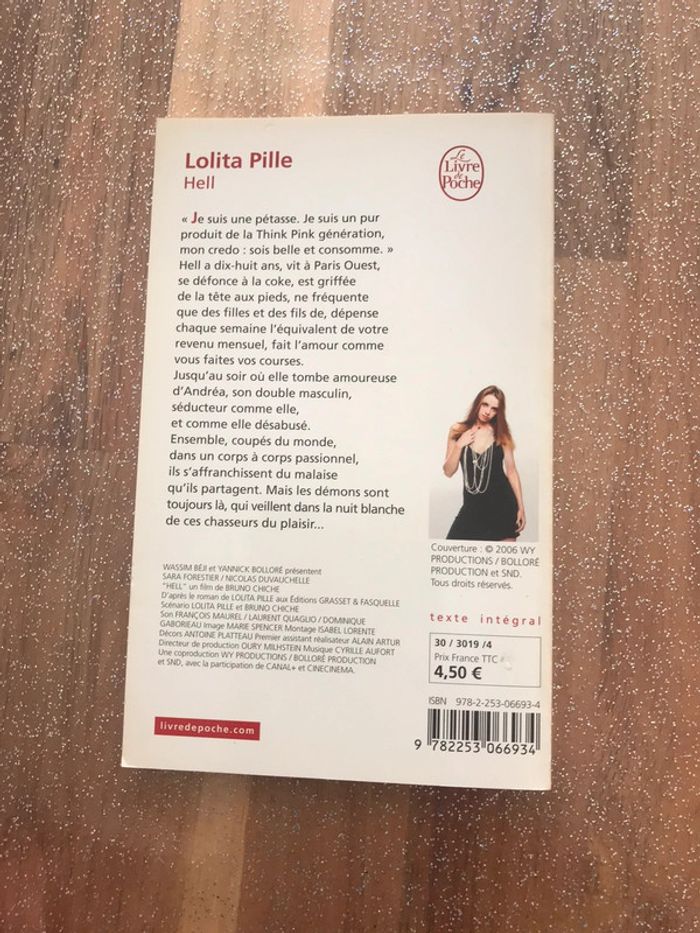 Lolita Pille
Hell
Le
Livre
de
Poche
« Je suis une pétasse. Je suis un pur
produit de la Think Pink génération,
mon credo : sois belle et consomme. »
Hell a dix-huit ans, vit à Paris Ouest,
se défonce à la coke, est griffée
de la tête aux pieds, ne fréquente
que des filles et des fils de, dépense
chaque semaine l'équivalent de votre
revenu mensuel, fait l'amour comme
vous faites vos courses.
Jusqu'au soir où elle tombe amoureuse
d'Andréa, son double masculin,
séducteur comme elle,
et comme elle désabusé.
Ensemble, coupés du monde,
dans un corps à corps passionnel,
ils s'affranchissent du malaise
qu'ils partagent. Mais les démons sont
toujours là, qui veillent dans la nuit blanche
de ces chasseurs du plaisir...
Couverture : © 2006 WY
PRODUCTIONS / BOLLORÉ
PRODUCTION et SND.
Tous droits réservés.
WASSIM BÉJI et YANNICK BOLLORÉ présentent
SARA FORESTIER / NICOLAS DUVAUCHELLE
"HELL" un film de BRUNO CHICHE
D'après le roman de LOLITA PILLE aux Éditions GRASSET & FASQUELLE
Scénario LOLITA PILLE et BRUNO CHICHE
Son FRANÇOIS MAUREL / LAURENT QUAGLIO / DOMINIQUE
GABORIEAU Image MARIE SPENCER Montage ISABEL LORENTE
Décors ANTOINE PLATTEAU Premier assistant réalisateur ALAIN ARTUR
Directeur de production OURY MILHSTEIN Musique CYRILLE AUFORT
Une coproduction WY PRODUCTIONS / BOLLORÉ PRODUCTION
et SND, avec la participation de CANAL+ et CINECINEMA.
texte intégral
30 / 3019 /4
Prix France TTC
4,50 €
ISBN 978-2-253-06693-4
9 782253 066934
livredepoche.com